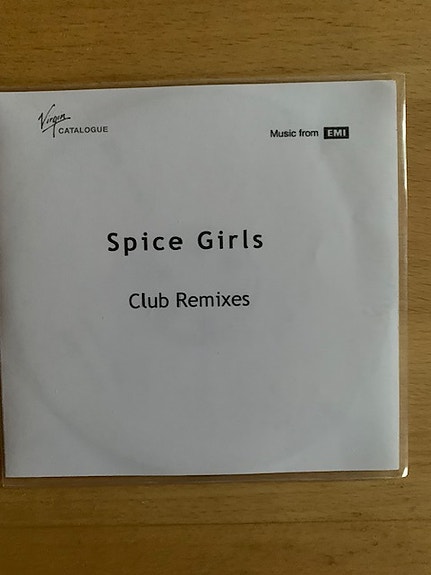 Virgin
CATALOGUE
Music from EMI
Spice Girls
Club Remixes